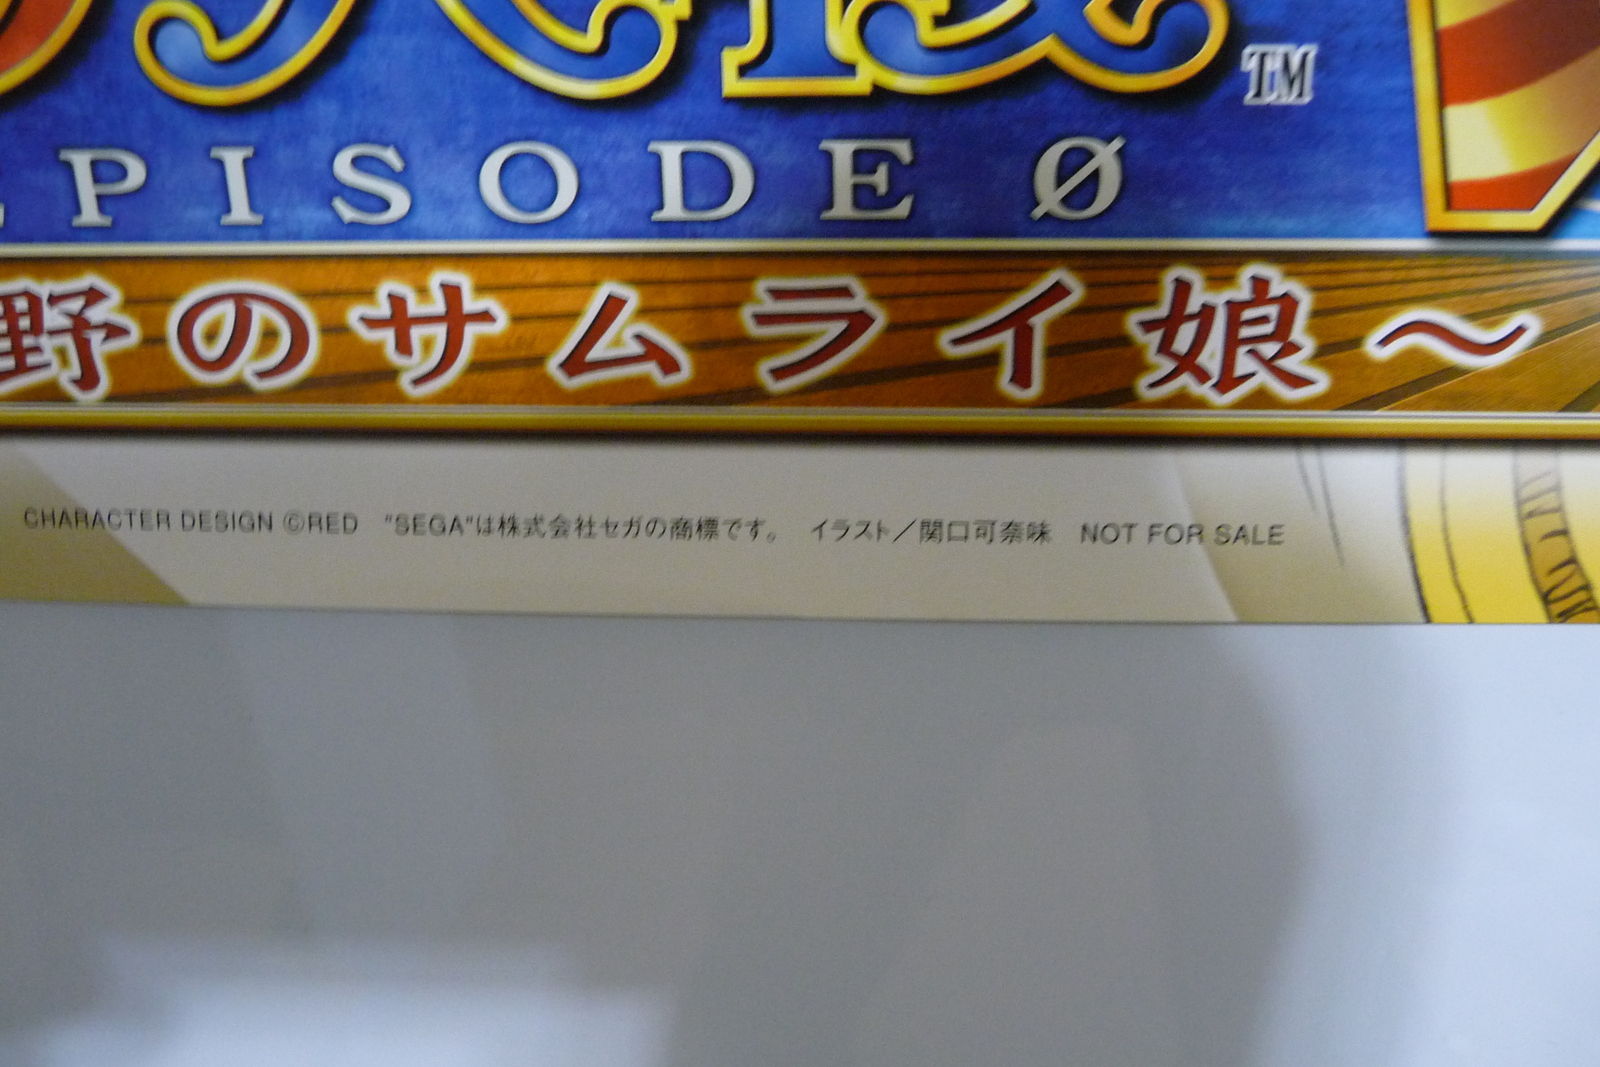 TM
EPISODE Ø
野のサムライ娘〜
CHARACTER DESIGN ©RED "SEGA"は株式会社セガの商標です。 イラスト／関口可奈味 NOT FOR SALE